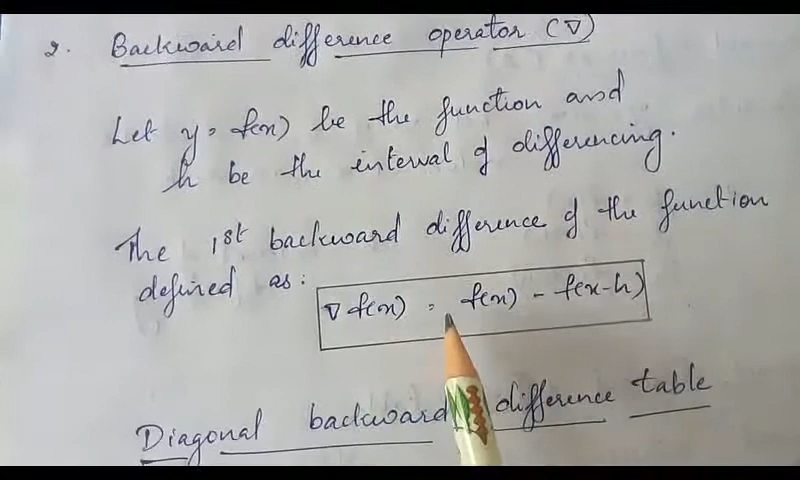 2. Backward difference operator (∇)
Let y = f(x) be the function and
h be the interval of differencing.
The 1st backward difference of the function
defined as:
∇ f(x) = f(x) - f(x-h)
Diagonal backward difference table